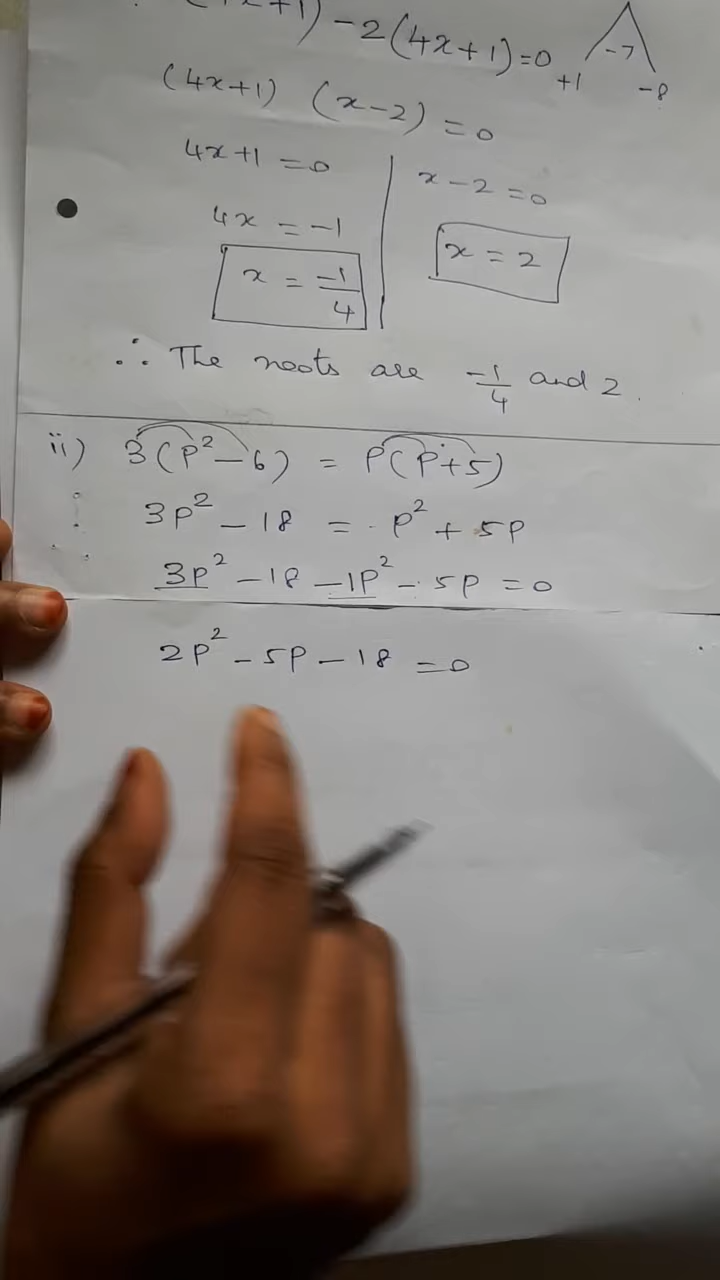 x+1) -2(4x+1)=0
-7
+1 -8
(4x+1) (x-2) = 0
4x+1 = 0
x-2 = 0
4x = -1
x = 2
x = -1/4
∴ The roots are -1/4 and 2.
ii) 3(p²-6) = p(p+5)
3p² - 18 = p² + 5p
3p² - 18 - 1p² - 5p = 0
2p² - 5p - 18 = 0